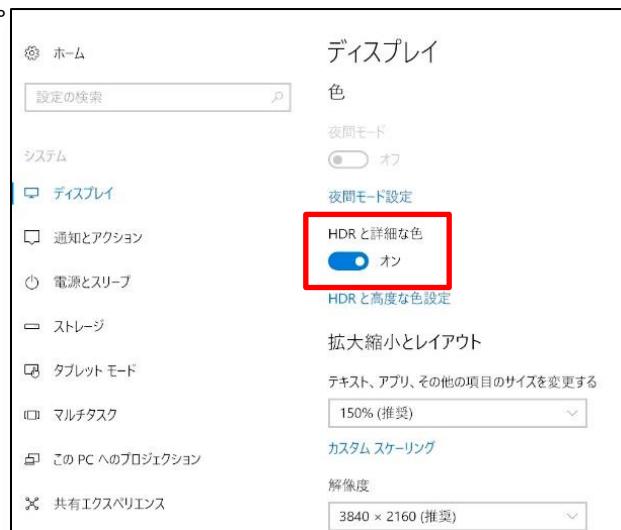 。
ホーム
設定の検索
システム
ディスプレイ
通知とアクション
電源とスリープ
ストレージ
タブレット モード
マルチタスク
この PC へのプロジェクション
共有エクスペリエンス
ディスプレイ
色
夜間モード
オフ
夜間モード設定
HDR と詳細な色
オン
HDR と高度な色設定
拡大縮小とレイアウト
テキスト、アプリ、その他の項目のサイズを変更する
150% (推奨)
カスタム スケーリング
解像度
3840 × 2160 (推奨)